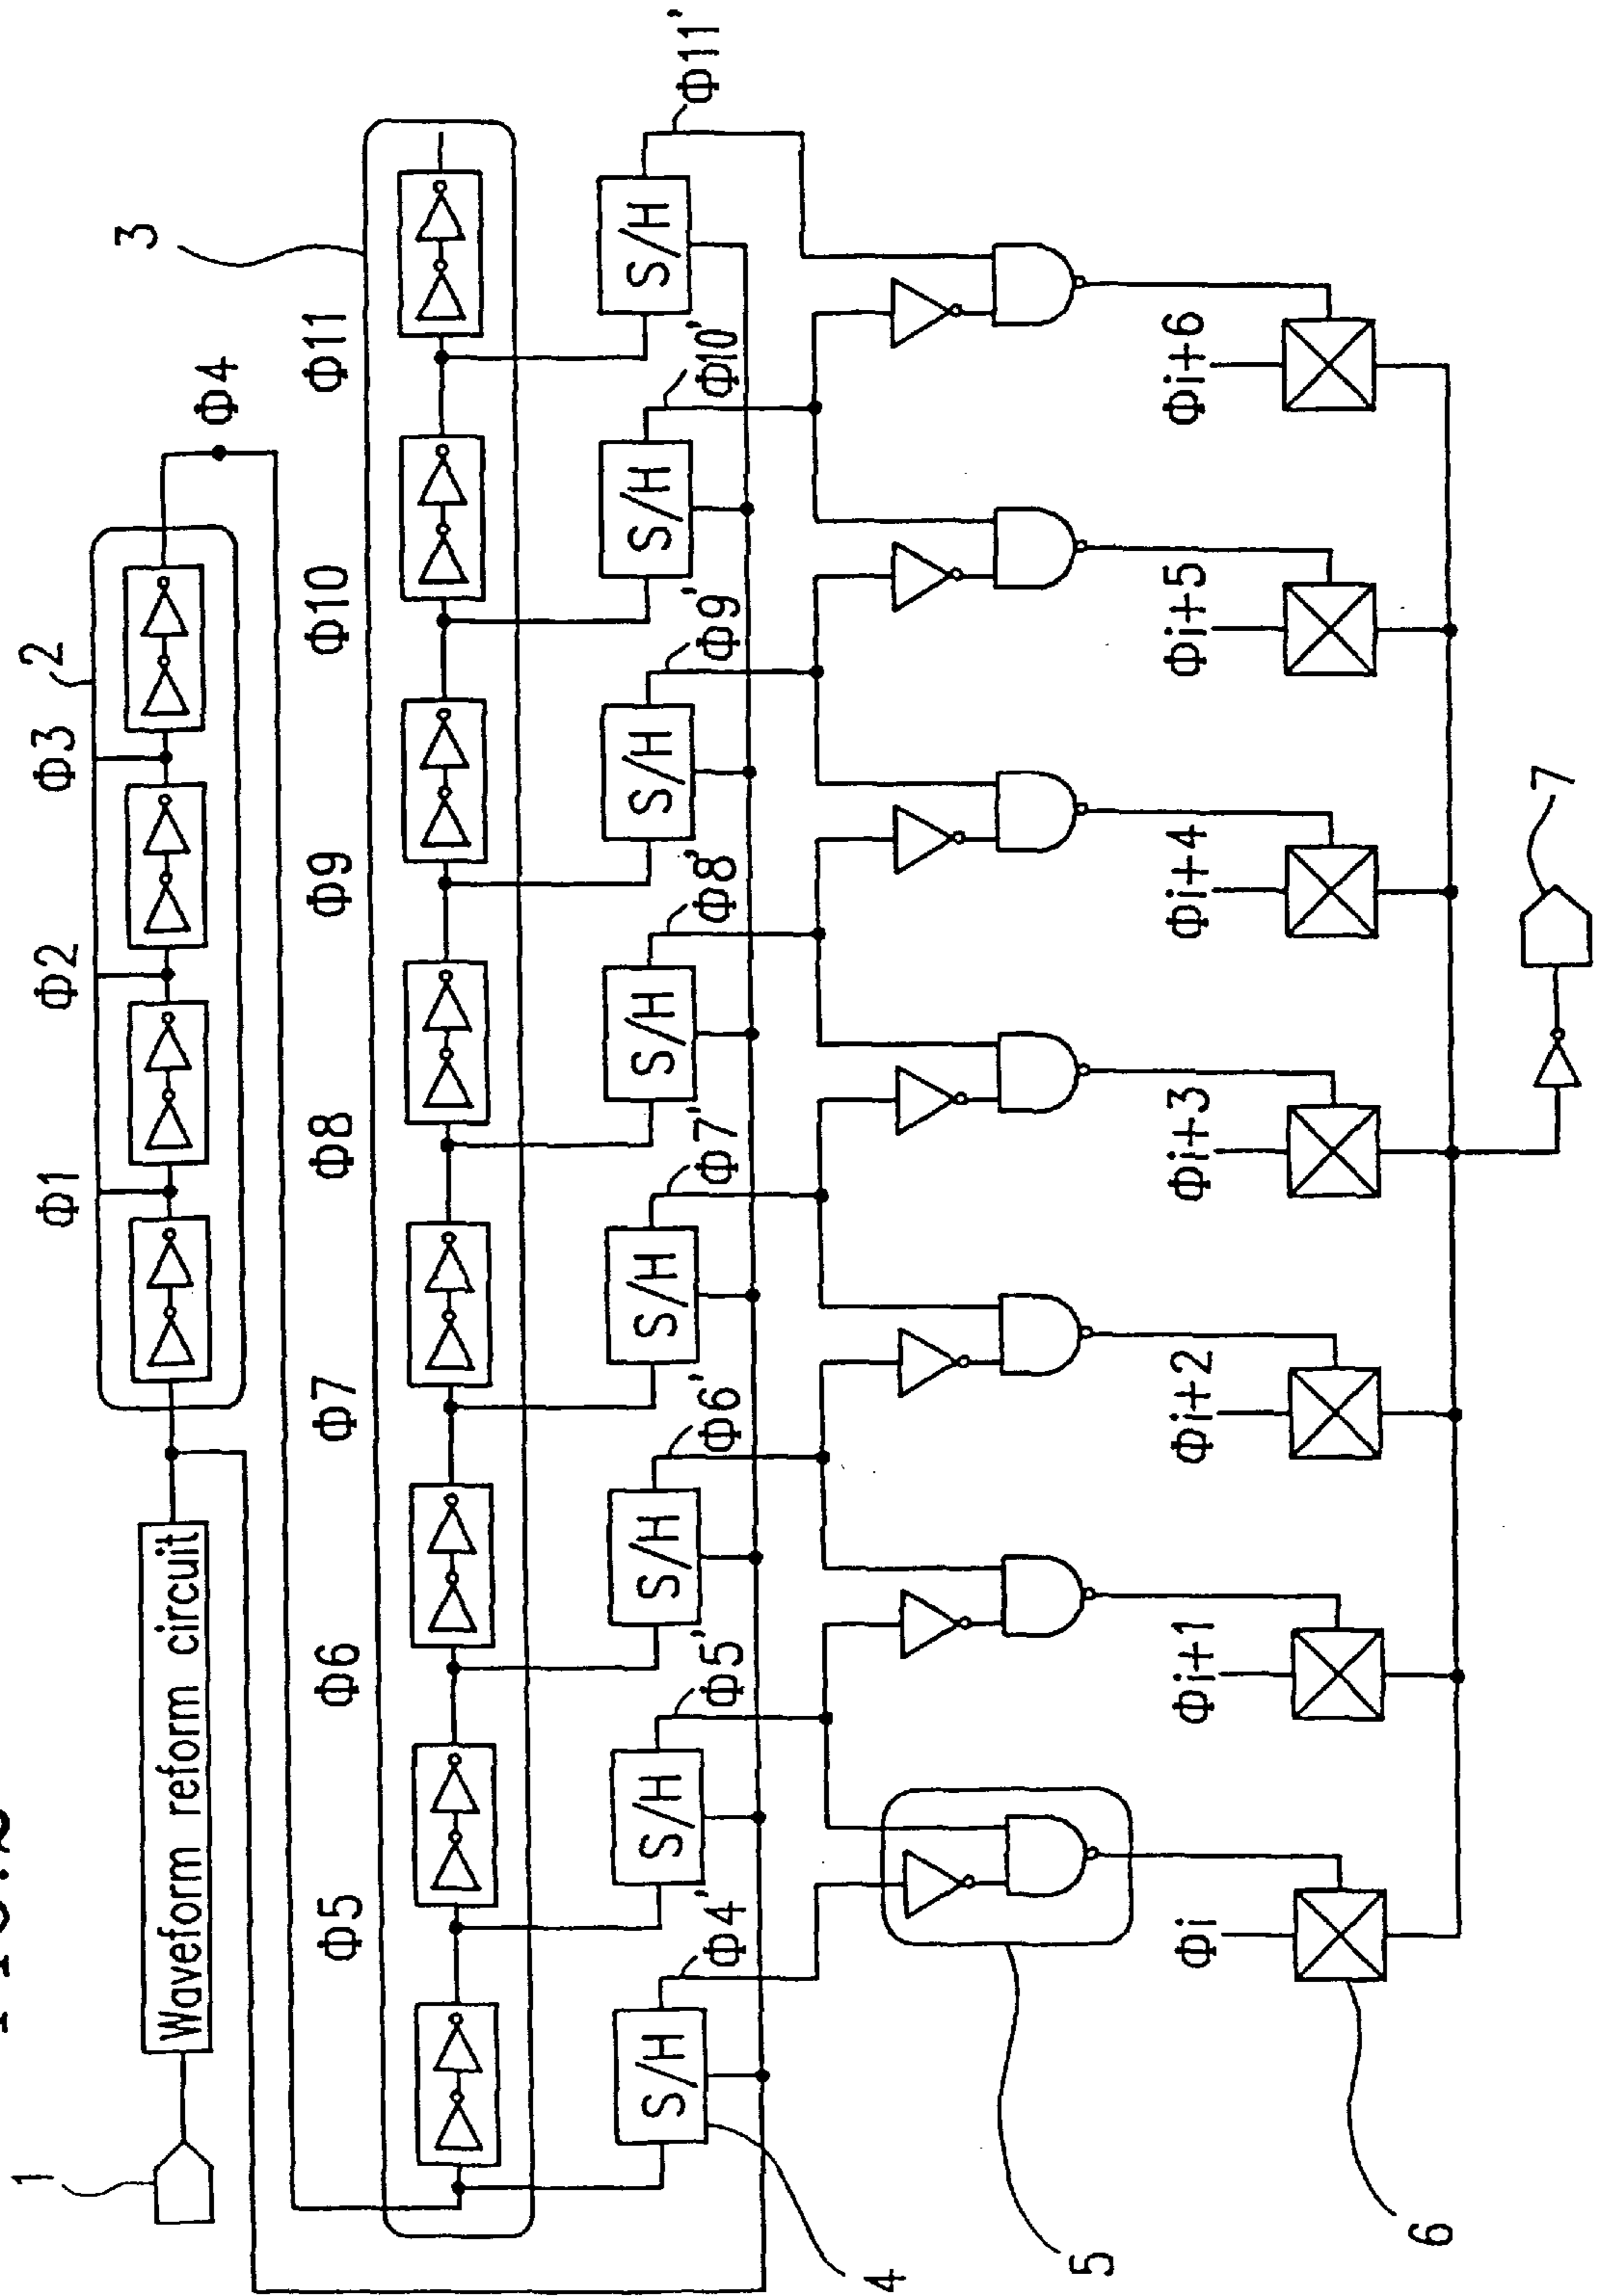 1
Waveform reform circuit
Φ1
Φ2
Φ3
2
Φ4
3
Φ5
Φ6
Φ7
Φ8
Φ9
Φ10
Φ11
S/H
S/H
S/H
S/H
S/H
S/H
S/H
S/H
4
Φ4'
Φ5'
Φ6'
Φ7'
Φ8'
Φ9'
Φ10'
Φ11'
5
Φi
Φi+1
Φi+2
Φi+3
Φi+4
Φi+5
Φi+6
6
7